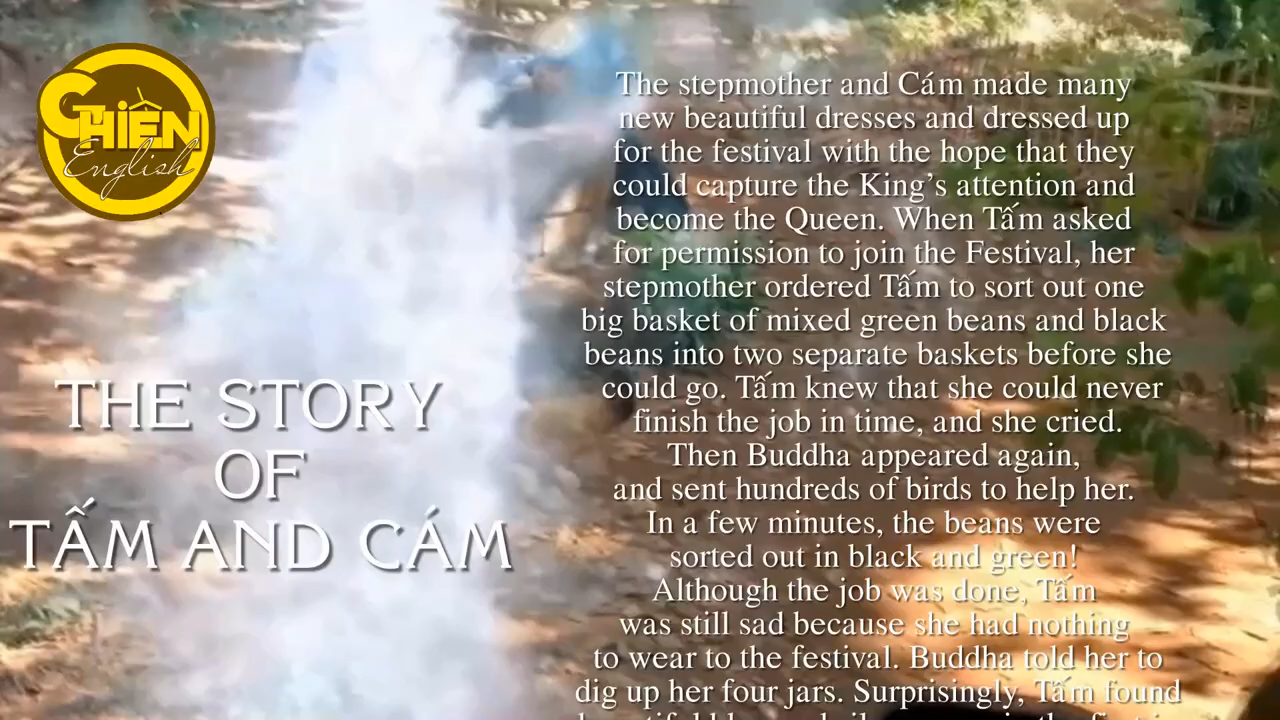 GHIỀN
English
THE STORY
OF
TẤM AND CÁM
The stepmother and Cám made many
new beautiful dresses and dressed up
for the festival with the hope that they
could capture the King's attention and
become the Queen. When Tấm asked
for permission to join the Festival, her
stepmother ordered Tấm to sort out one
big basket of mixed green beans and black
beans into two separate baskets before she
could go. Tấm knew that she could never
finish the job in time, and she cried.
Then Buddha appeared again,
and sent hundreds of birds to help her.
In a few minutes, the beans were
sorted out in black and green!
Although the job was done, Tấm
was still sad because she had nothing
to wear to the festival. Buddha told her to
dig up her four jars. Surprisingly, Tấm found